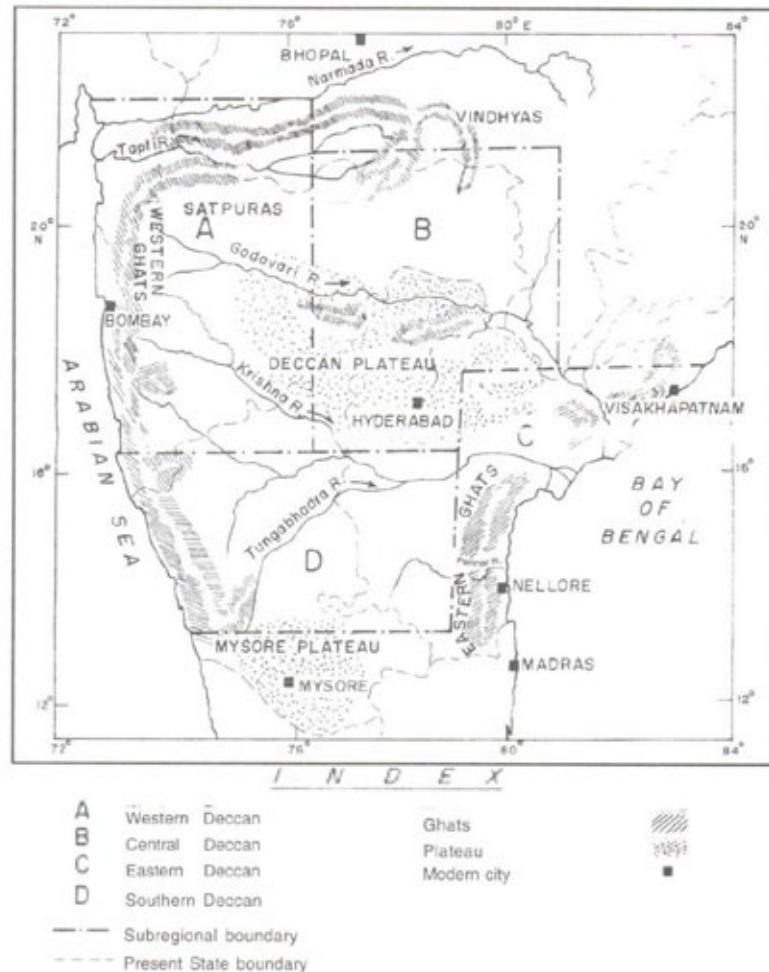 72° 76° 80° E 84°
BHOPAL
Narmada R.
VINDHYAS
Tapti R.
20° N
SATPURAS
A
B
20° N
WESTERN
GHATS
Godavari R.
BOMBAY
DECCAN PLATEAU
Krishna R.
HYDERABAD
VISAKHAPATNAM
C
ARABIAN SEA
16°
16°
GHATS
BAY
OF
BENGAL
Tungabhadra R.
D
Pennar R.
NELLORE
EASTERN
MYSORE PLATEAU
MADRAS
MYSORE
12°
12°
72° 76° 80° 84°
I N D E X
A Western Deccan Ghats
B Central Deccan Plateau
C Eastern Deccan Modern city
D Southern Deccan
Subregional boundary
Present State boundary